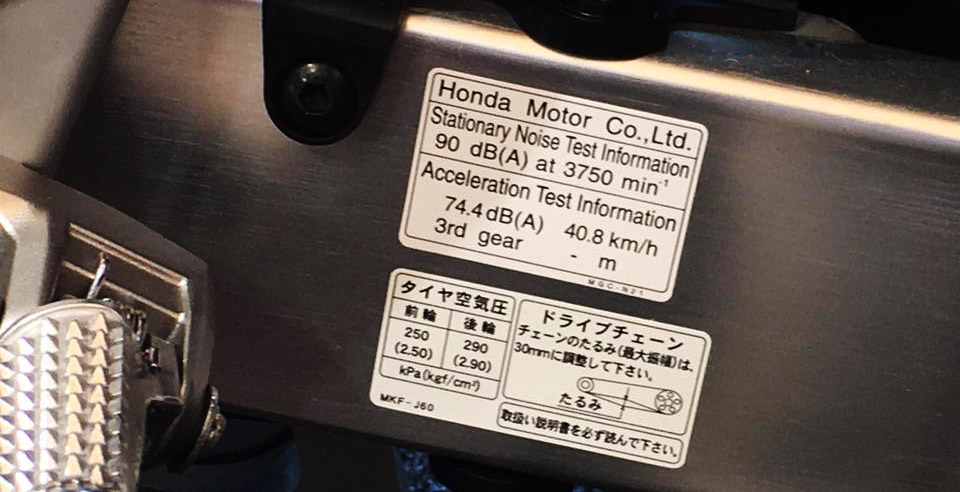 Honda Motor Co.,Ltd.
Stationary Noise Test Information
90 dB(A) at 3750 min⁻¹
Acceleration Test Information
74.4dB(A) 40.8 km/h
3rd gear - m
MGC-N21
タイヤ空気圧
前輪 後輪
250 290
(2.50) (2.90)
kPa(kgf/cm²)
MKF-J60
ドライブチェーン
チェーンのたるみ(最大振幅)は、
30mmに調整して下さい。
たるみ
取扱い説明書を必ず読んで下さい。